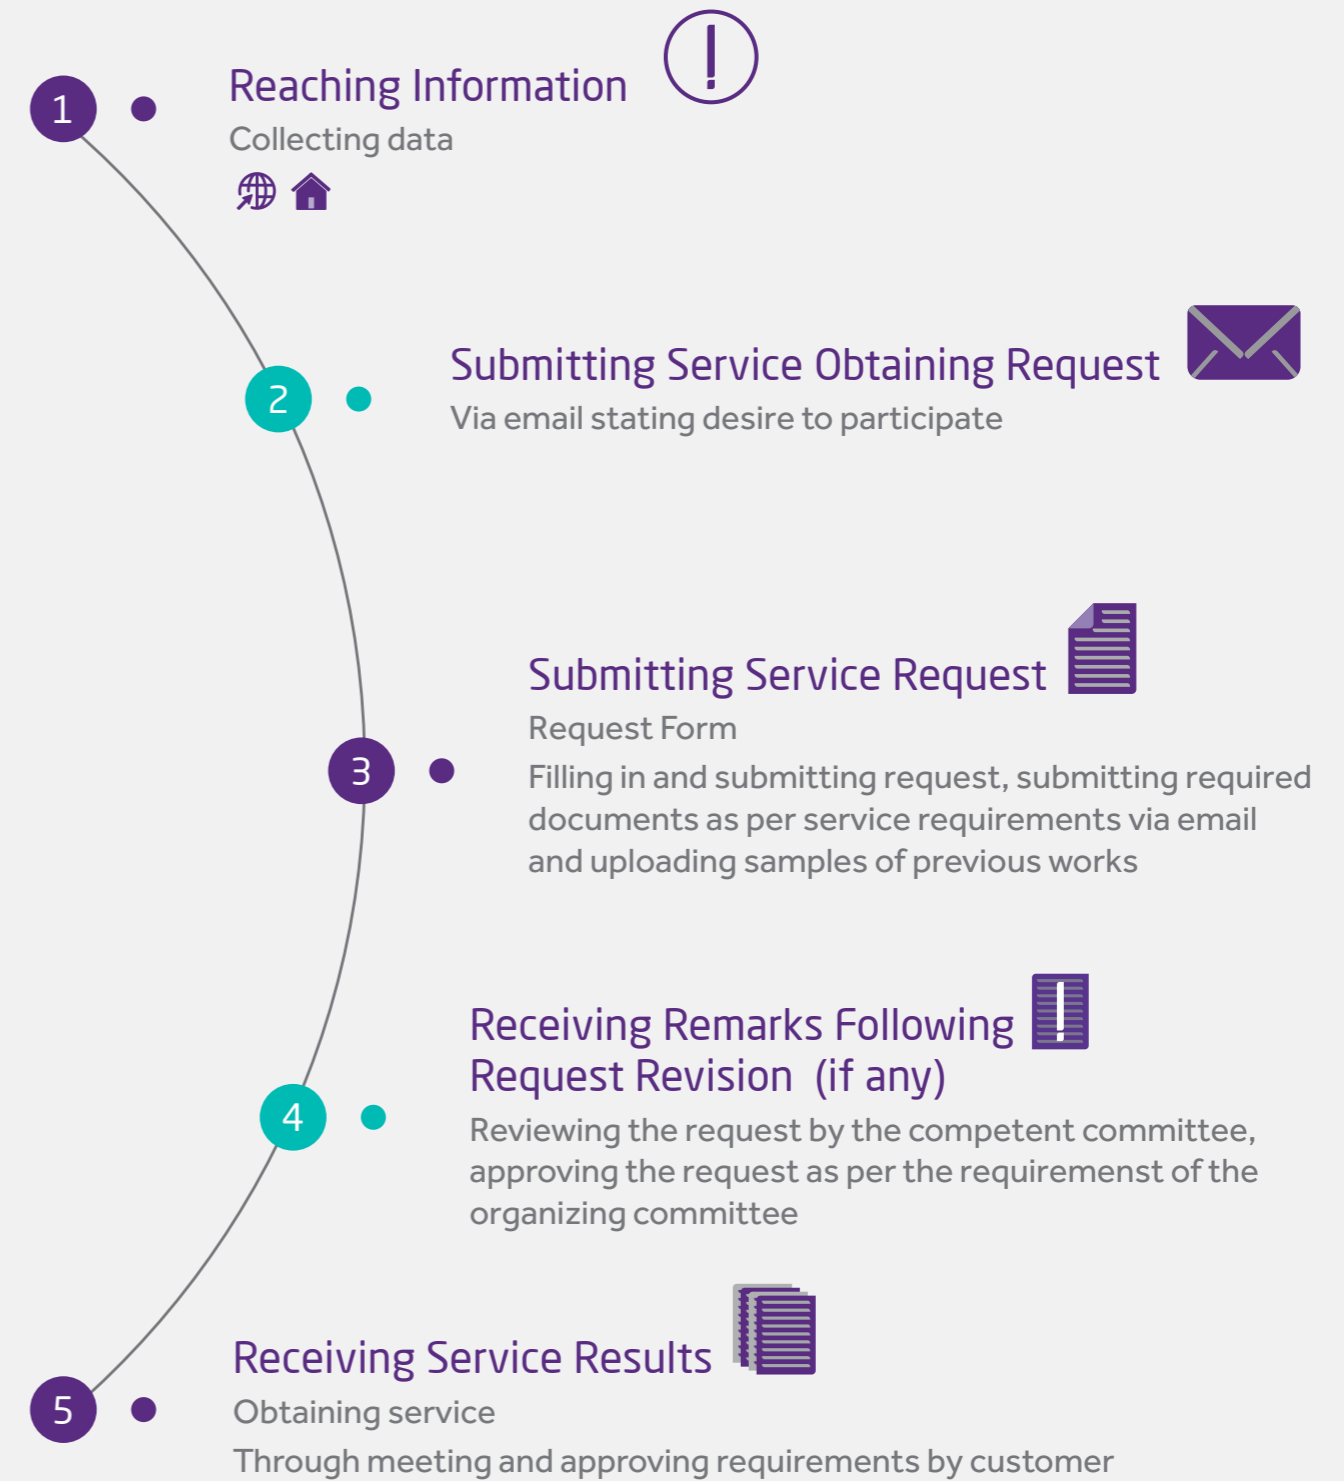 1
Reaching Information
Collecting data
2
Submitting Service Obtaining Request
Via email stating desire to participate
3
Submitting Service Request
Request Form
Filling in and submitting request, submitting required
documents as per service requirements via email
and uploading samples of previous works
4
Receiving Remarks Following
Request Revision (if any)
Reviewing the request by the competent committee,
approving the request as per the requiremenst of the
organizing committee
5
Receiving Service Results
Obtaining service
Through meeting and approving requirements by customer